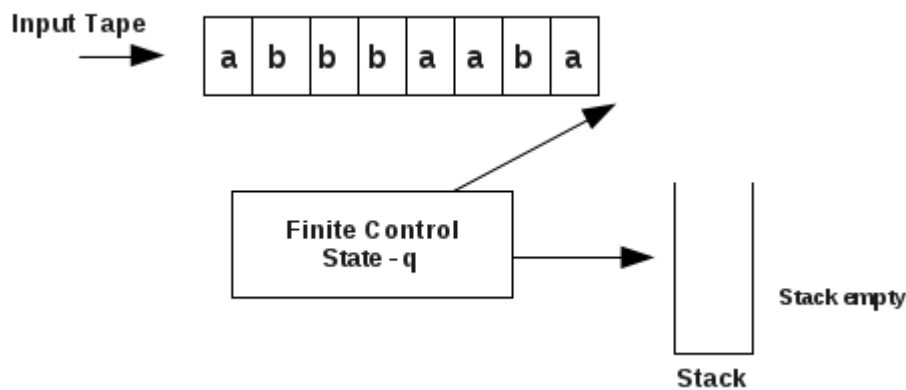 Input Tape
a b b b a a b a
Finite Control
State - q
Stack empty
Stack